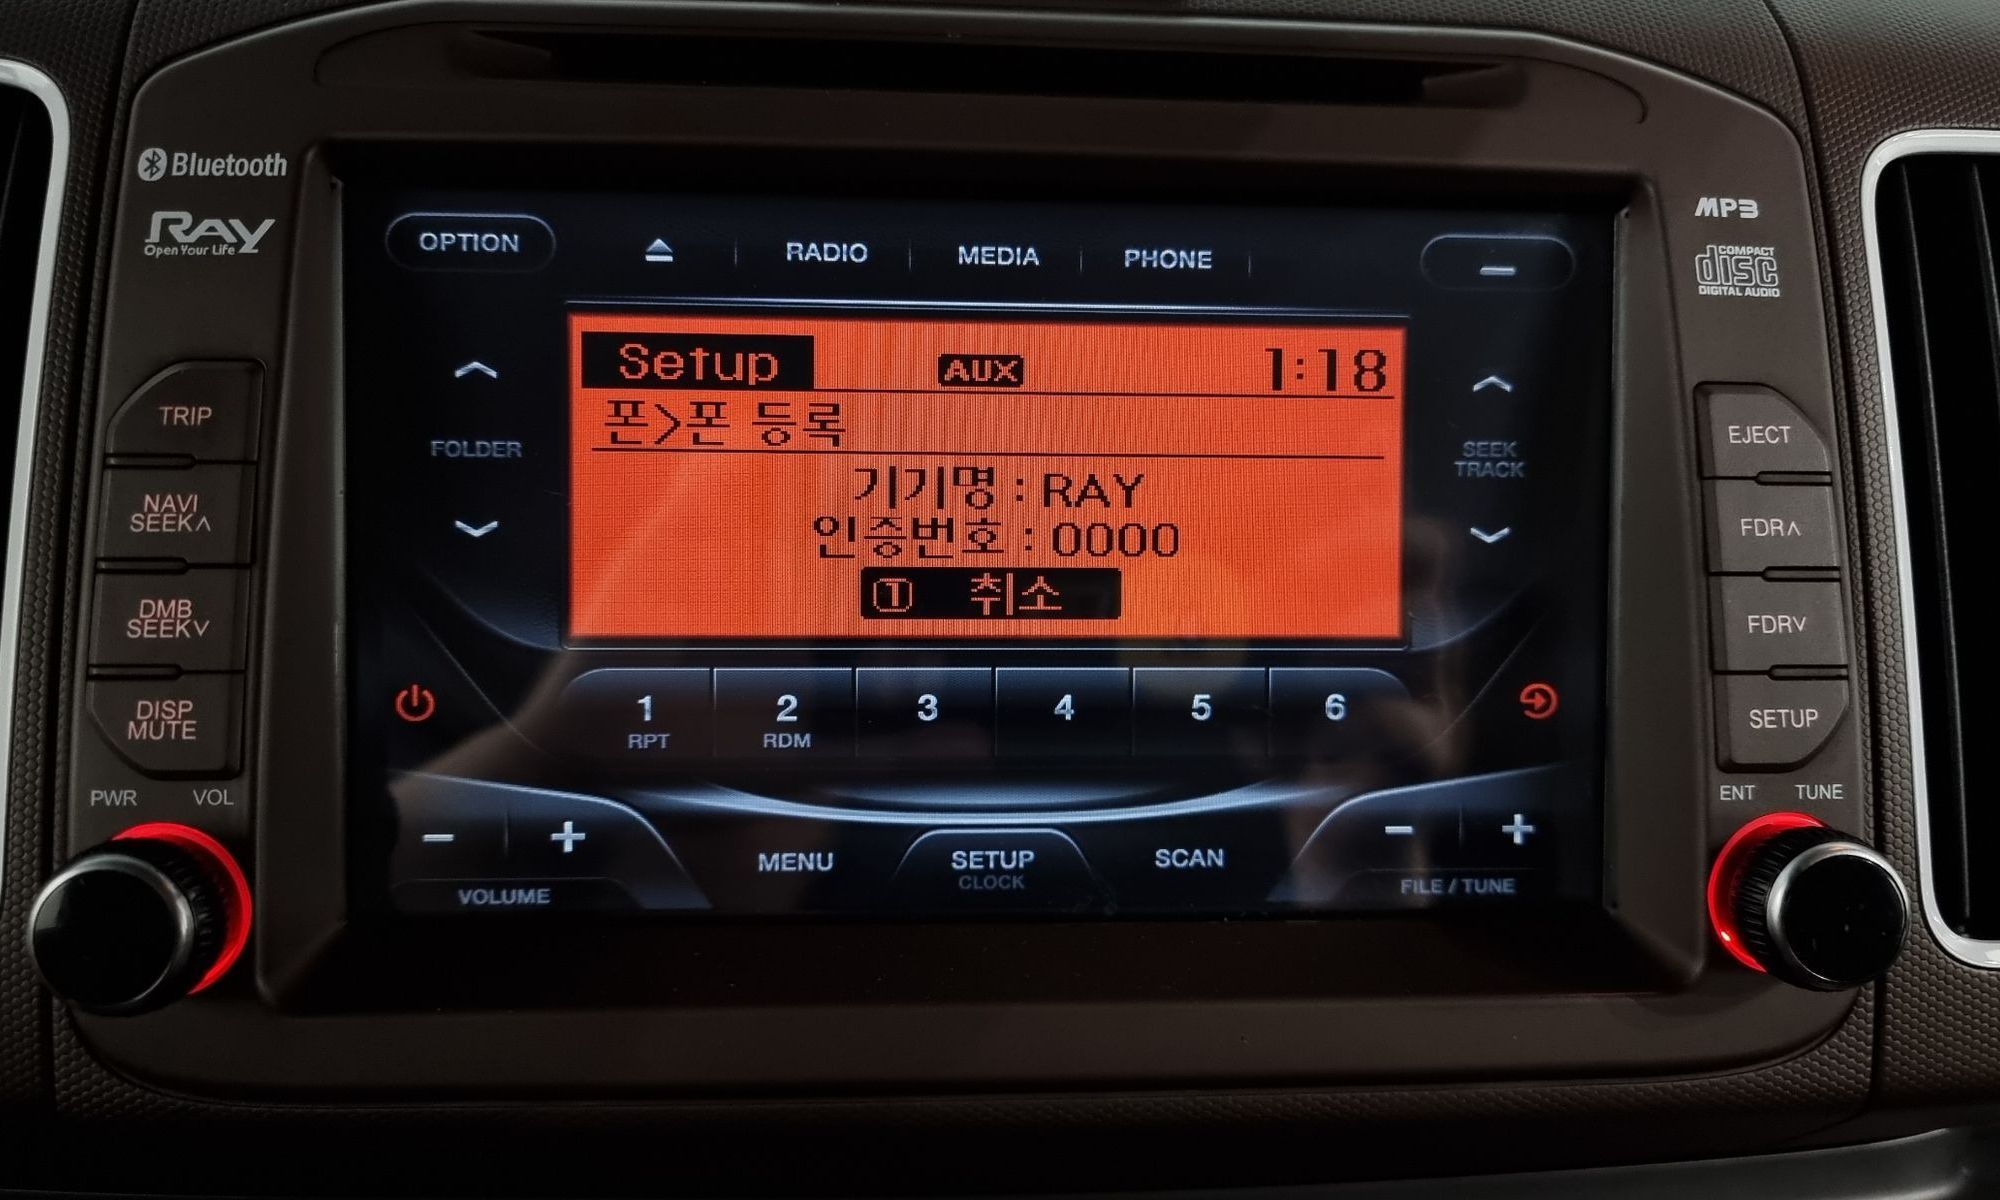 Bluetooth
RAY
Open Your Life
MP3
COMPACT
disc
DIGITAL AUDIO
OPTION
RADIO
MEDIA
PHONE
Setup AUX 1:18
폰>폰 등록
기기명 : RAY
인증번호 : 0000
① 취소
FOLDER
SEEK
TRACK
TRIP
NAVI
SEEK∧
DMB
SEEK∨
DISP
MUTE
PWR VOL
EJECT
FDR∧
FDR∨
SETUP
ENT TUNE
1 2 3 4 5 6
RPT RDM
− +
VOLUME
MENU
SETUP
CLOCK
SCAN
− +
FILE / TUNE